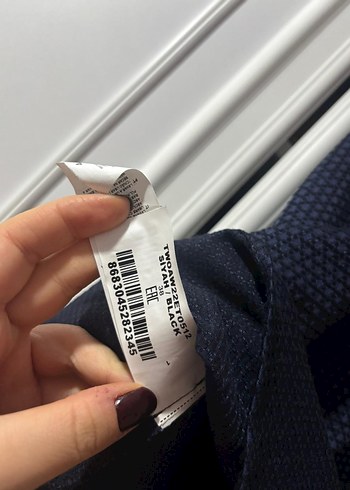 TWOAW22ET0512
SIYAH / BLACK
38
EAC
8683045282345